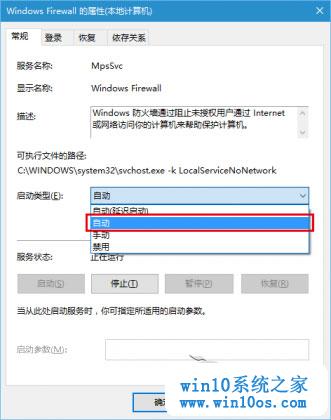 Windows Firewall 的属性(本地计算机)
常规 登录 恢复 依存关系
服务名称: MpsSvc
显示名称: Windows Firewall
描述: Windows 防火墙通过阻止未授权用户通过 Internet
或网络访问你的计算机来帮助保护计算机。
可执行文件的路径:
C:\WINDOWS\system32\svchost.exe -k LocalServiceNoNetwork
启动类型(E): 自动
自动(延迟启动)
自动
手动
禁用
服务状态: 正在运行
启动(S) 停止(T) 暂停(P) 恢复(R)
当从此处启动服务时，你可指定所适用的启动参数。
启动参数(M):
win10系统之家
www.win10os.com